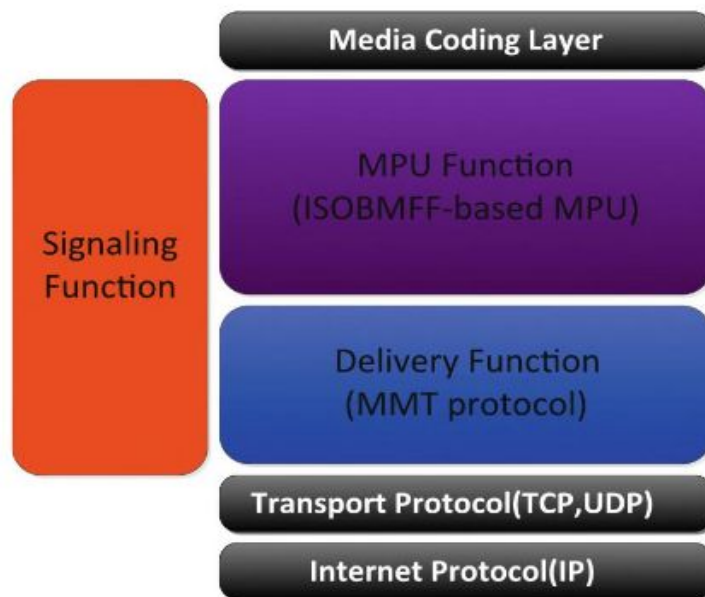 Media Coding Layer
Signaling
Function
MPU Function
(ISOBMFF-based MPU)
Delivery Function
(MMT protocol)
Transport Protocol(TCP,UDP)
Internet Protocol(IP)